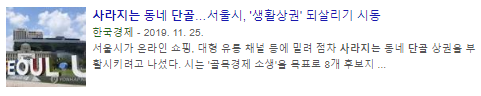 사라지는 동네 단골...서울시, '생활상권' 되살리기 시동
한국경제 - 2019. 11. 25.
서울시가 온라인 쇼핑, 대형 유통 채널 등에 밀려 점차 사라지는 동네 단골 상권을 부
활시키려고 나섰다. 시는 '골목경제 소생'을 목표로 8개 후보지 ...
SEOUL U